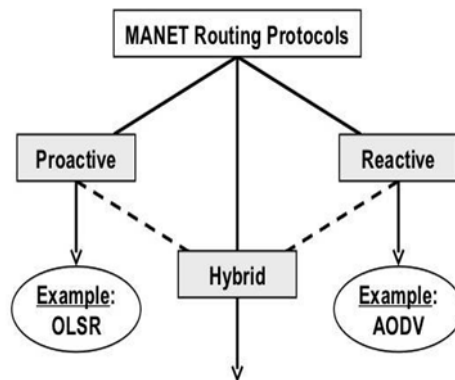 MANET Routing Protocols
Proactive
Reactive
Hybrid
Example:
OLSR
Example:
AODV